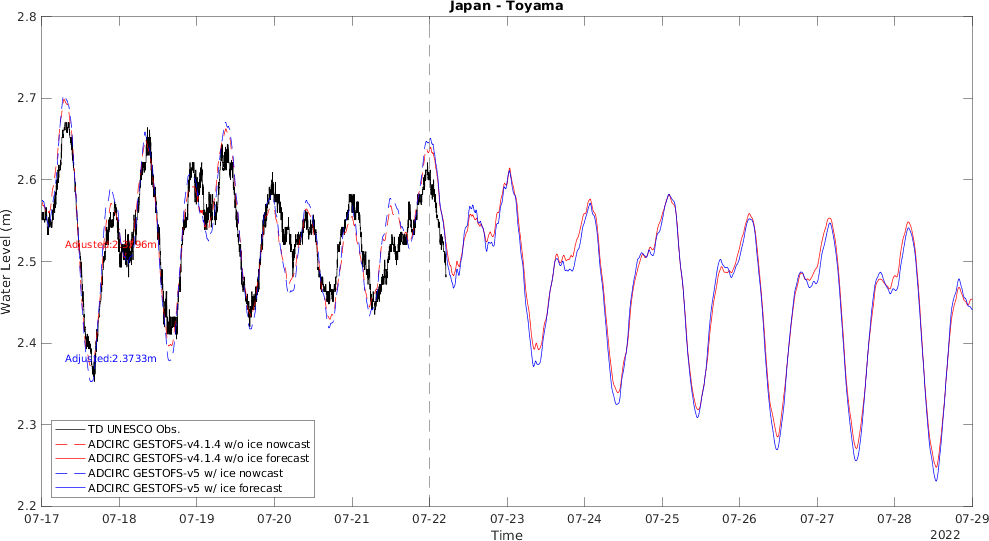 Japan - Toyama
Water Level (m)
2.8
2.7
2.6
2.5
2.4
2.3
2.2
Adjusted:2.3733m
TD UNESCO Obs.
ADCIRC GESTOFS-v4.1.4 w/o ice nowcast
ADCIRC GESTOFS-v4.1.4 w/o ice forecast
ADCIRC GESTOFS-v5 w/ ice nowcast
ADCIRC GESTOFS-v5 w/ ice forecast
07-17 07-18 07-19 07-20 07-21 07-22 07-23 07-24 07-25 07-26 07-27 07-28 07-29
Time
2022